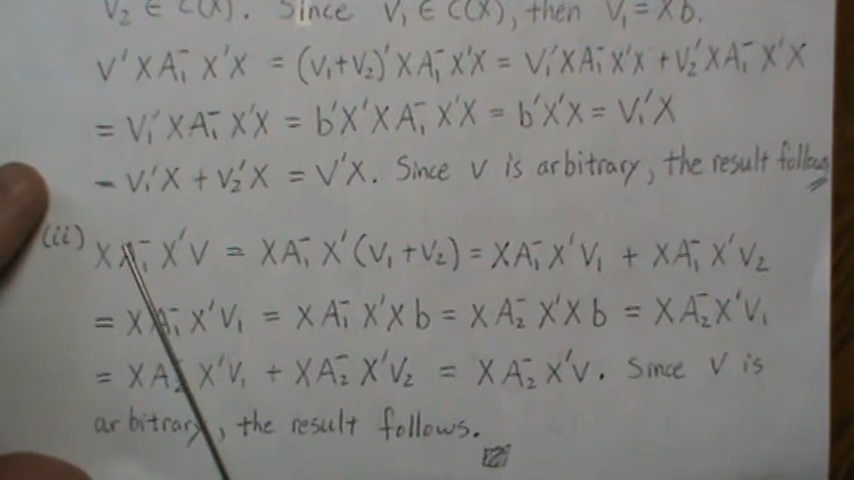 V₂ ∈ C(X). Since V₁ ∈ C(X), then V₁ = Xb.
V'XA₁⁻X'X = (V₁+V₂)'XA₁⁻X'X = V₁'XA₁⁻X'X + V₂'XA₁⁻X'X
= V₁'XA₁⁻X'X = b'X'XA₁⁻X'X = b'X'X = V₁'X
= V₁'X + V₂'X = V'X. Since V is arbitrary, the result follows
(ii) XA₁⁻X'V = XA₁⁻X'(V₁+V₂) = XA₁⁻X'V₁ + XA₁⁻X'V₂
= XA₁⁻X'V₁ = XA₁⁻X'Xb = XA₂⁻X'Xb = XA₂⁻X'V₁
= XA₂⁻X'V₁ + XA₂⁻X'V₂ = XA₂⁻X'V. Since V is
arbitrary, the result follows.